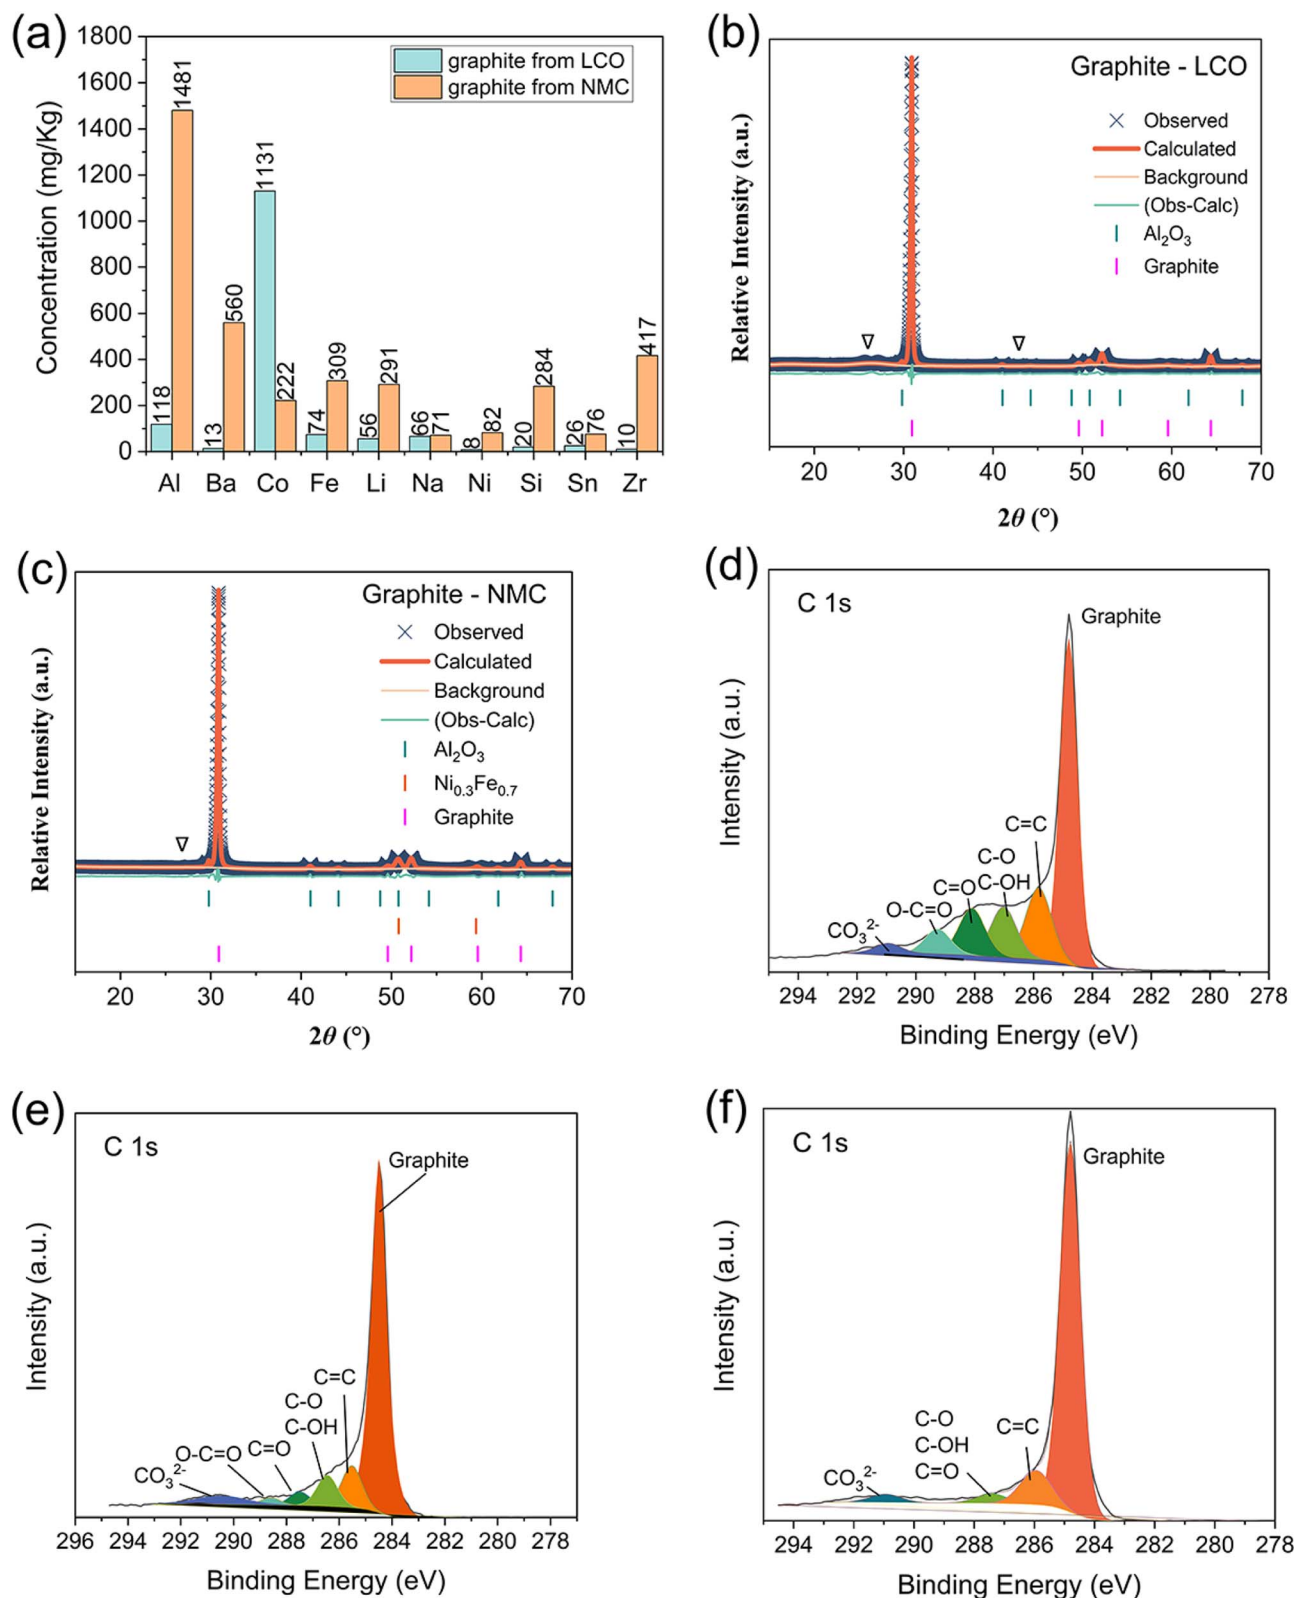 (a)
1800
1600
1400
1200
1000
800
600
400
200
0
Concentration (mg/Kg)
graphite from LCO
graphite from NMC
118
1481
13
560
1131
222
74
309
56
291
66
71
8
82
20
284
26
76
10
417
Al Ba Co Fe Li Na Ni Si Sn Zr
(b)
Graphite - LCO
Observed
Calculated
Background
(Obs-Calc)
Al₂O₃
Graphite
Relative Intensity (a.u.)
20 30 40 50 60 70
2θ (°)
(c)
Graphite - NMC
Observed
Calculated
Background
(Obs-Calc)
Al₂O₃
Ni₀.₃Fe₀.₇
Graphite
Relative Intensity (a.u.)
20 30 40 50 60 70
2θ (°)
(d)
C 1s
Graphite
C=C
C-O
C-OH
C=O
O-C=O
CO₃²⁻
Intensity (a.u.)
294 292 290 288 286 284 282 280 278
Binding Energy (eV)
(e)
C 1s
Graphite
C=C
C-O
C-OH
C=O
O-C=O
CO₃²⁻
Intensity (a.u.)
296 294 292 290 288 286 284 282 280 278
Binding Energy (eV)
(f)
C 1s
Graphite
C-O
C-OH
C=O
C=C
CO₃²⁻
Intensity (a.u.)
294 292 290 288 286 284 282 280 278
Binding Energy (eV)